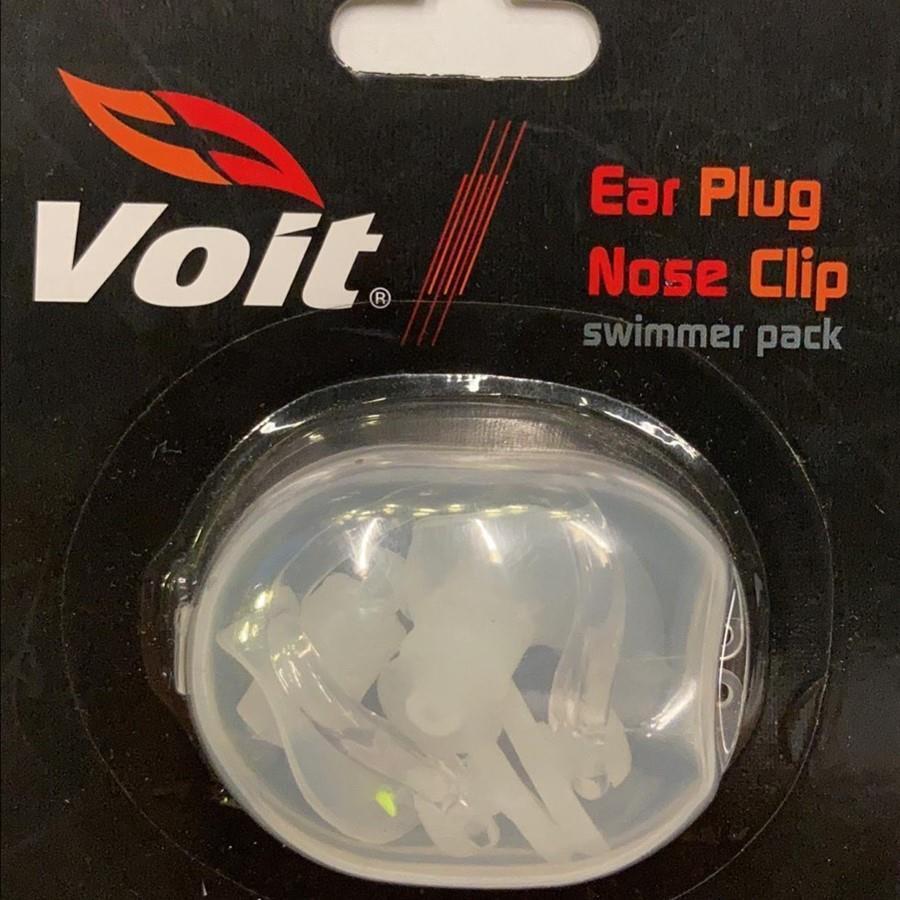 Voit®
Ear Plug
Nose Clip
swimmer pack